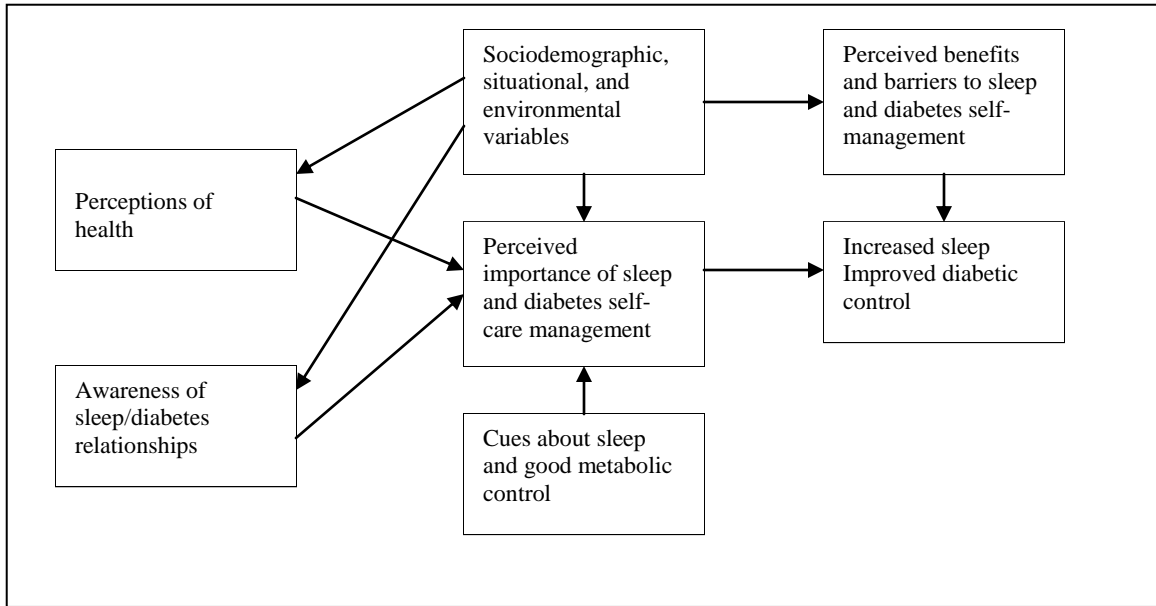 Sociodemographic,
situational, and
environmental
variables
Perceived benefits
and barriers to sleep
and diabetes self-
management
Perceptions of
health
Perceived
importance of sleep
and diabetes self-
care management
Increased sleep
Improved diabetic
control
Awareness of
sleep/diabetes
relationships
Cues about sleep
and good metabolic
control